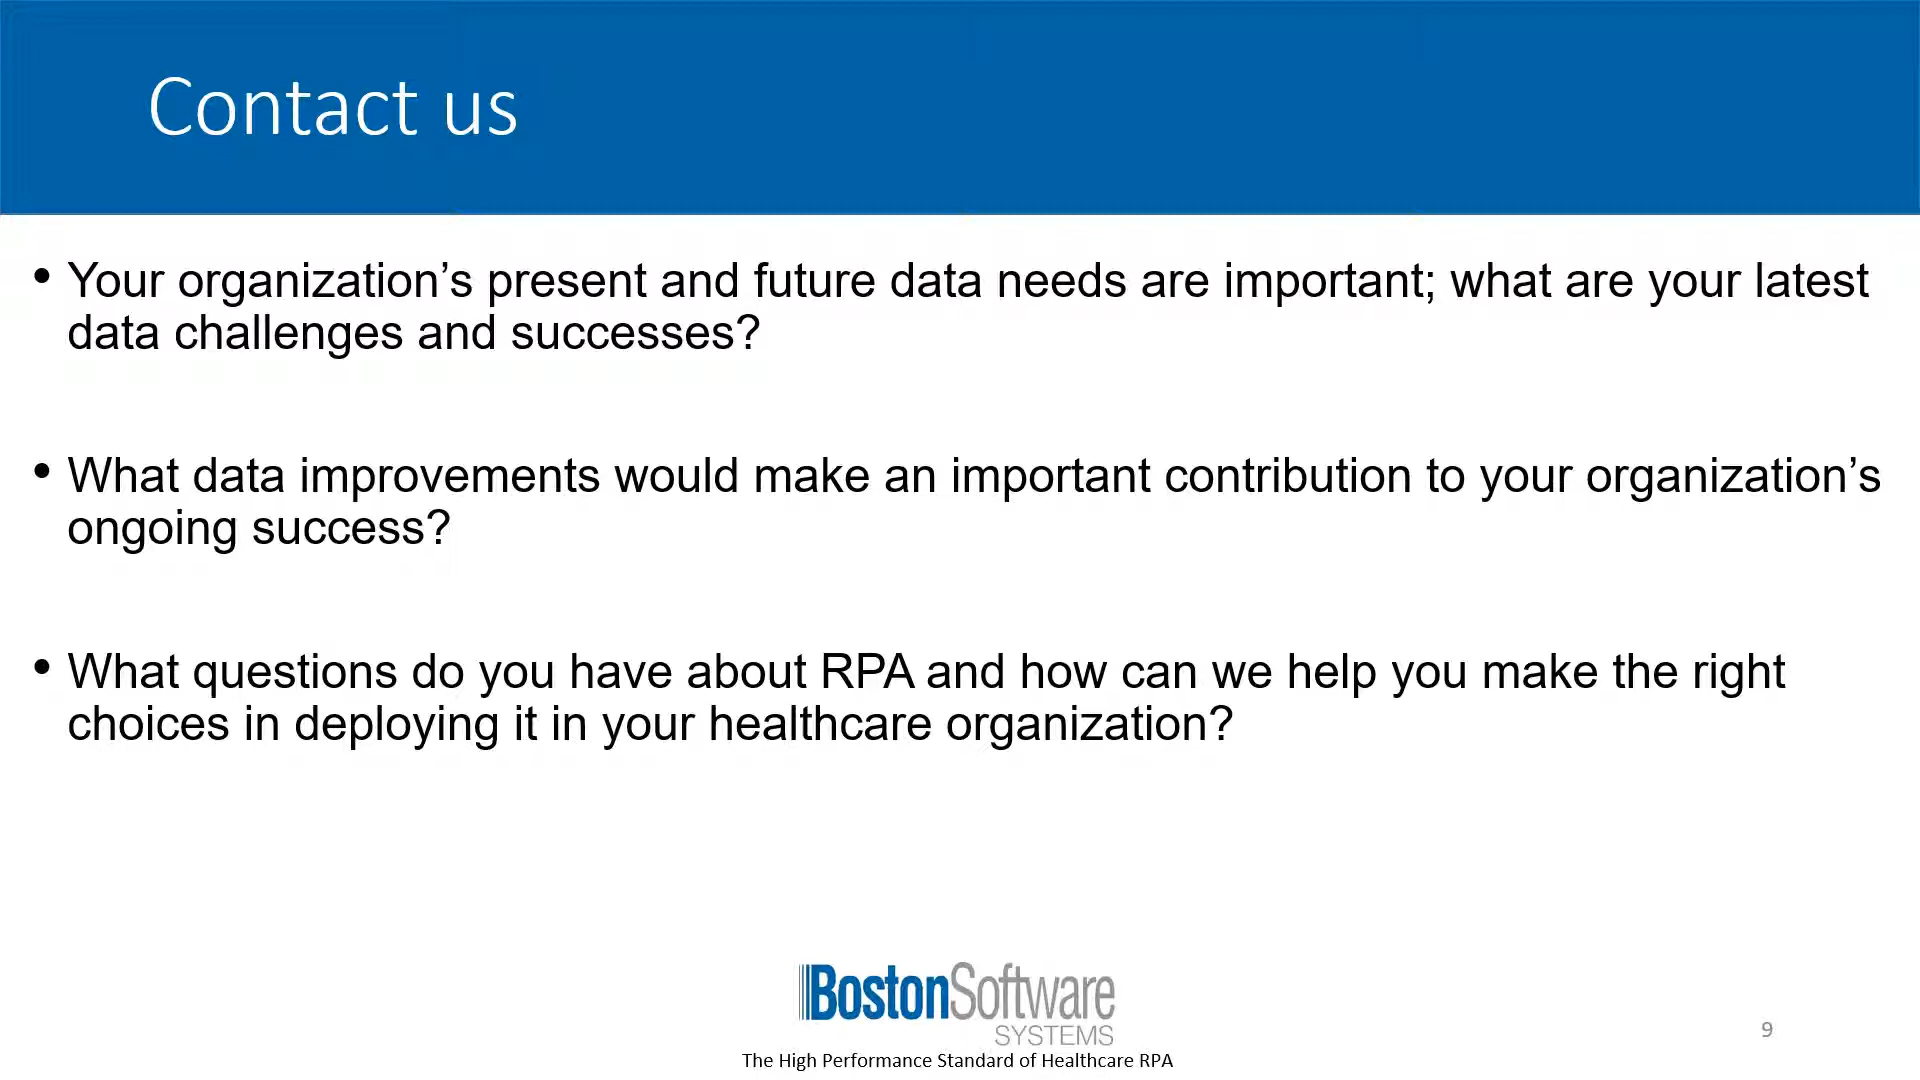 Contact us
• Your organization’s present and future data needs are important; what are your latest
data challenges and successes?
• What data improvements would make an important contribution to your organization’s
ongoing success?
• What questions do you have about RPA and how can we help you make the right
choices in deploying it in your healthcare organization?
BostonSoftware
SYSTEMS
The High Performance Standard of Healthcare RPA
9